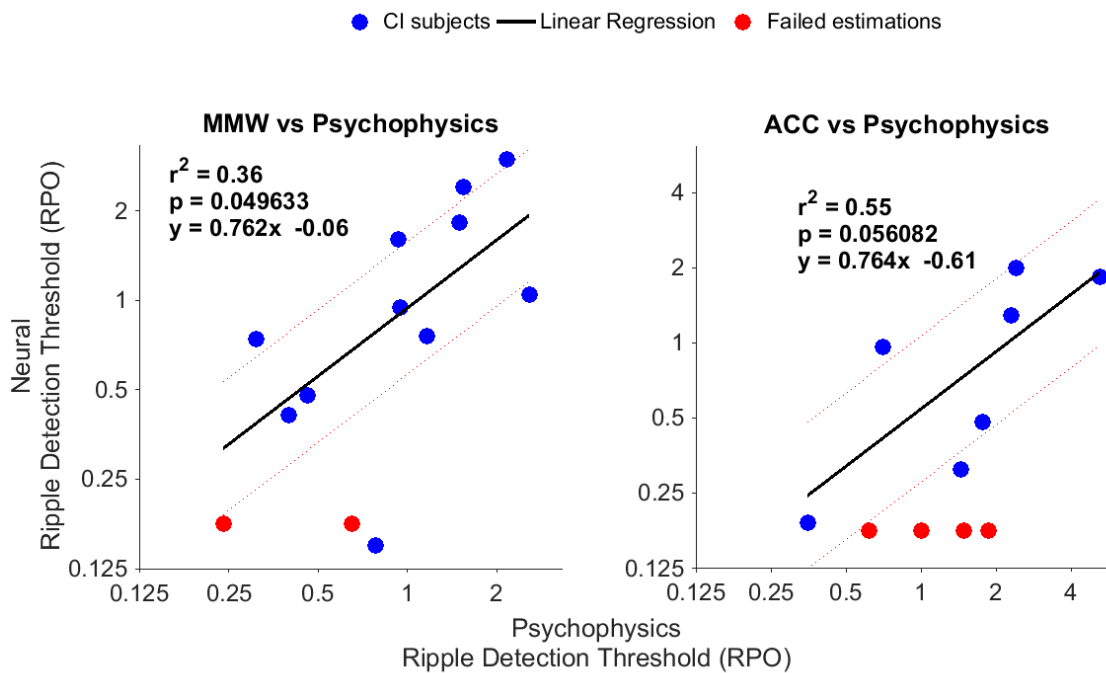 CI subjects Linear Regression Failed estimations
MMW vs Psychophysics
r² = 0.36
p = 0.049633
y = 0.762x -0.06
Neural
Ripple Detection Threshold (RPO)
2
1
0.5
0.25
0.125
0.125 0.25 0.5 1 2
ACC vs Psychophysics
r² = 0.55
p = 0.056082
y = 0.764x -0.61
4
2
1
0.5
0.25
0.125
0.125 0.25 0.5 1 2 4
Psychophysics
Ripple Detection Threshold (RPO)